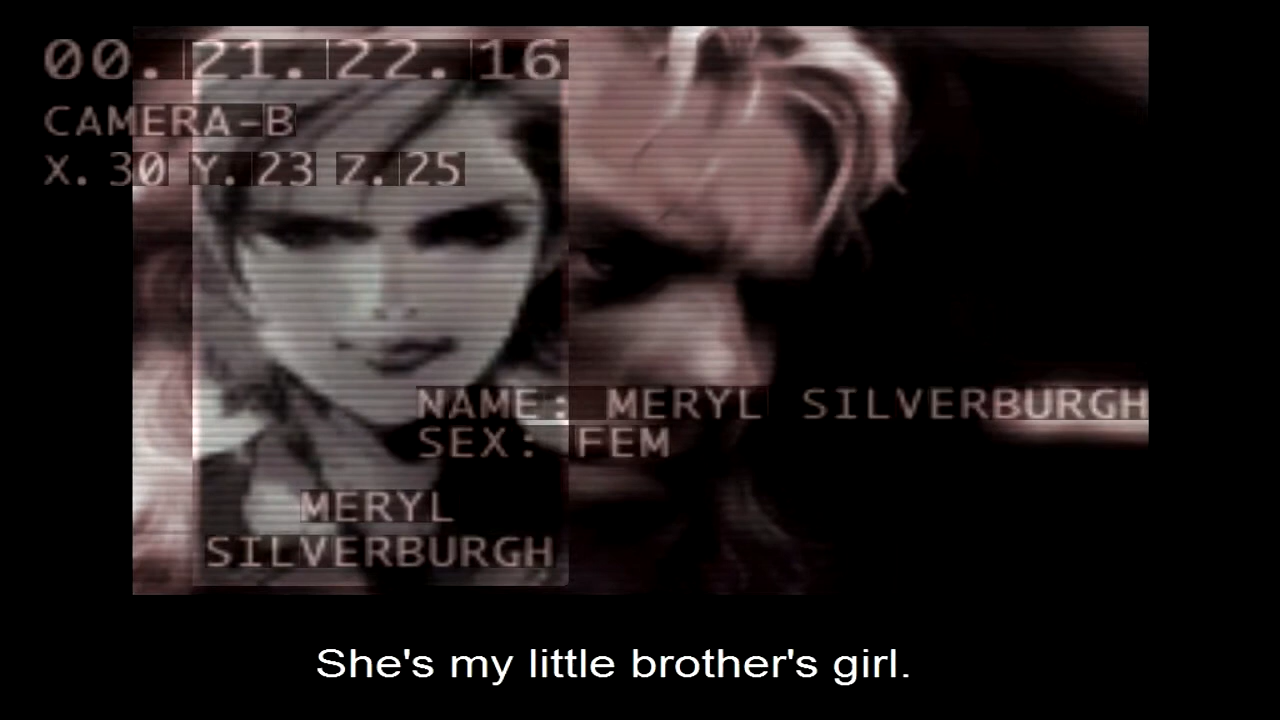 00.21.22.16
CAMERA-B
X.30 Y.23 Z.25
NAME: MERYL SILVERBURGH
SEX: FEM
MERYL
SILVERBURGH
She's my little brother's girl.